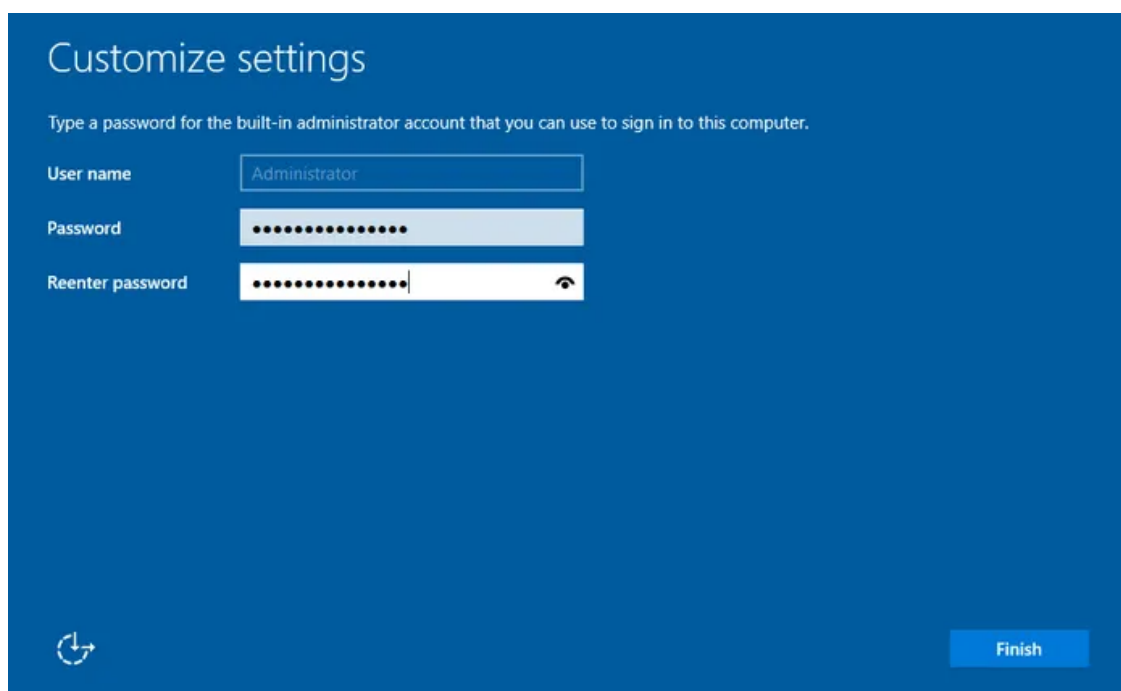 Customize settings
Type a password for the built-in administrator account that you can use to sign in to this computer.
User name Administrator
Password ●●●●●●●●●●●●●●●
Reenter password ●●●●●●●●●●●●●●●
Finish